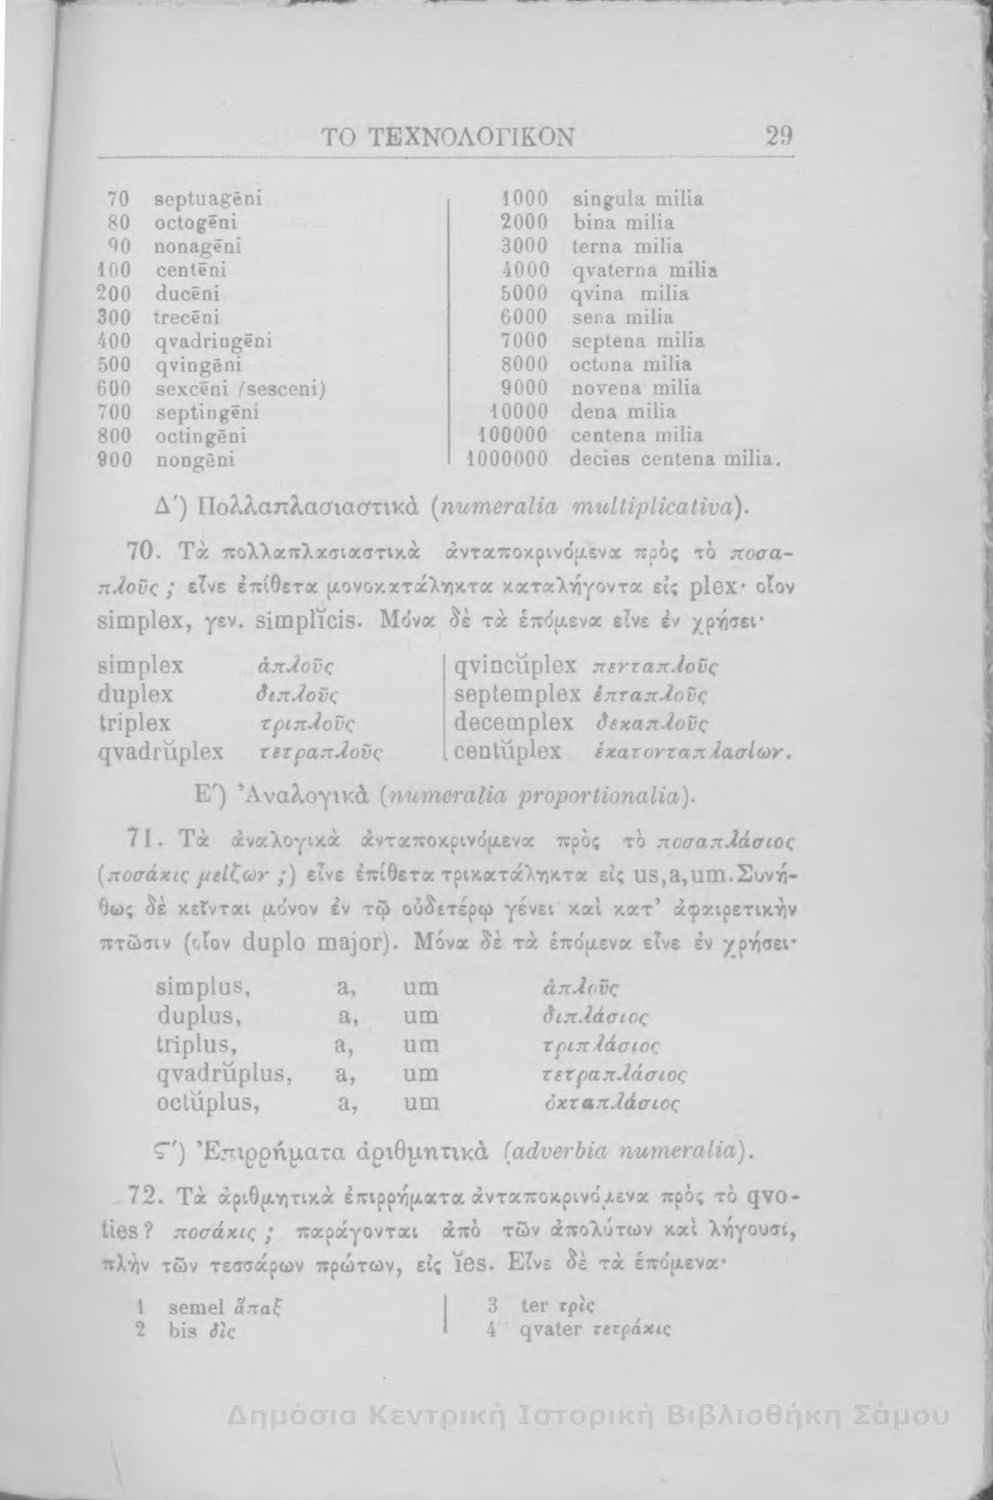 ΤΟ ΤΕΧΝΟΛΟΓΙΚΟΝ 29
70 septuagēni
80 octogēni
90 nonagēni
100 centēni
200 ducēni
300 trecēni
400 qvadringēni
500 qvingēni
600 sexcēni (sesceni)
700 septingēni
800 octingēni
900 nongēni
1000 singula milia
2000 bina milia
3000 terna milia
4000 qvaterna milia
5000 qvina milia
6000 sena milia
7000 septena milia
8000 octona milia
9000 novena milia
10000 dena milia
100000 centena milia
1000000 decies centena milia.
Δ') Πολλαπλασιαστικὰ (numeralia multiplicativa).
70. Τὰ πολλαπλασιαστικὰ ἀνταποκρινόμενα πρὸς τὸ ποσα-
πλοῦς ; εἶνε ἐπίθετα μονοκατάληκτα καταλήγοντα εἰς plex· οἷον
simplex, γεν. simplĭcis. Μόνα δὲ τὰ ἑπόμενα εἶνε ἐν χρήσει·
simplex ἁπλοῦς
duplex διπλοῦς
triplex τριπλοῦς
qvadrŭplex τετραπλοῦς
qvincŭplex πενταπλοῦς
septemplex ἑπταπλοῦς
decemplex δεκαπλοῦς
centŭplex ἑκατονταπλασίων.
Ε') Ἀναλογικὰ (numeralia proportionalia).
71. Τὰ ἀναλογικὰ ἀνταποκρινόμενα πρὸς τὸ ποσαπλάσιος
(ποσάκις μείζων ;) εἶνε ἐπίθετα τρικατάληκτα εἰς us,a,um. Συνή-
θως δὲ κεῖνται μόνον ἐν τῷ οὐδετέρῳ γένει καὶ κατ' ἀφαιρετικὴν
πτῶσιν (οἷον duplo major). Μόνα δὲ τὰ ἑπόμενα εἶνε ἐν χρήσει·
simplus, a, um ἁπλοῦς
duplus, a, um διπλάσιος
triplus, a, um τριπλάσιος
qvadrŭplus, a, um τετραπλάσιος
octŭplus, a, um ὀκταπλάσιος
Ϛ') Ἐπιρρήματα ἀριθμητικὰ (adverbia numeralia).
72. Τὰ ἀριθμητικὰ ἐπιρρήματα ἀνταποκρινόμενα πρὸς τὸ qvo-
ties? ποσάκις ; παράγονται ἀπὸ τῶν ἀπολύτων καὶ λήγουσι,
πλὴν τῶν τεσσάρων πρώτων, εἰς ĭes. Εἶνε δὲ τὰ ἑπόμενα·
1 semel ἅπαξ
2 bis δὶς
3 ter τρὶς
4 qvater τετράκις
Δημόσια Κεντρική Ιστορική Βιβλιοθήκη Σάμου